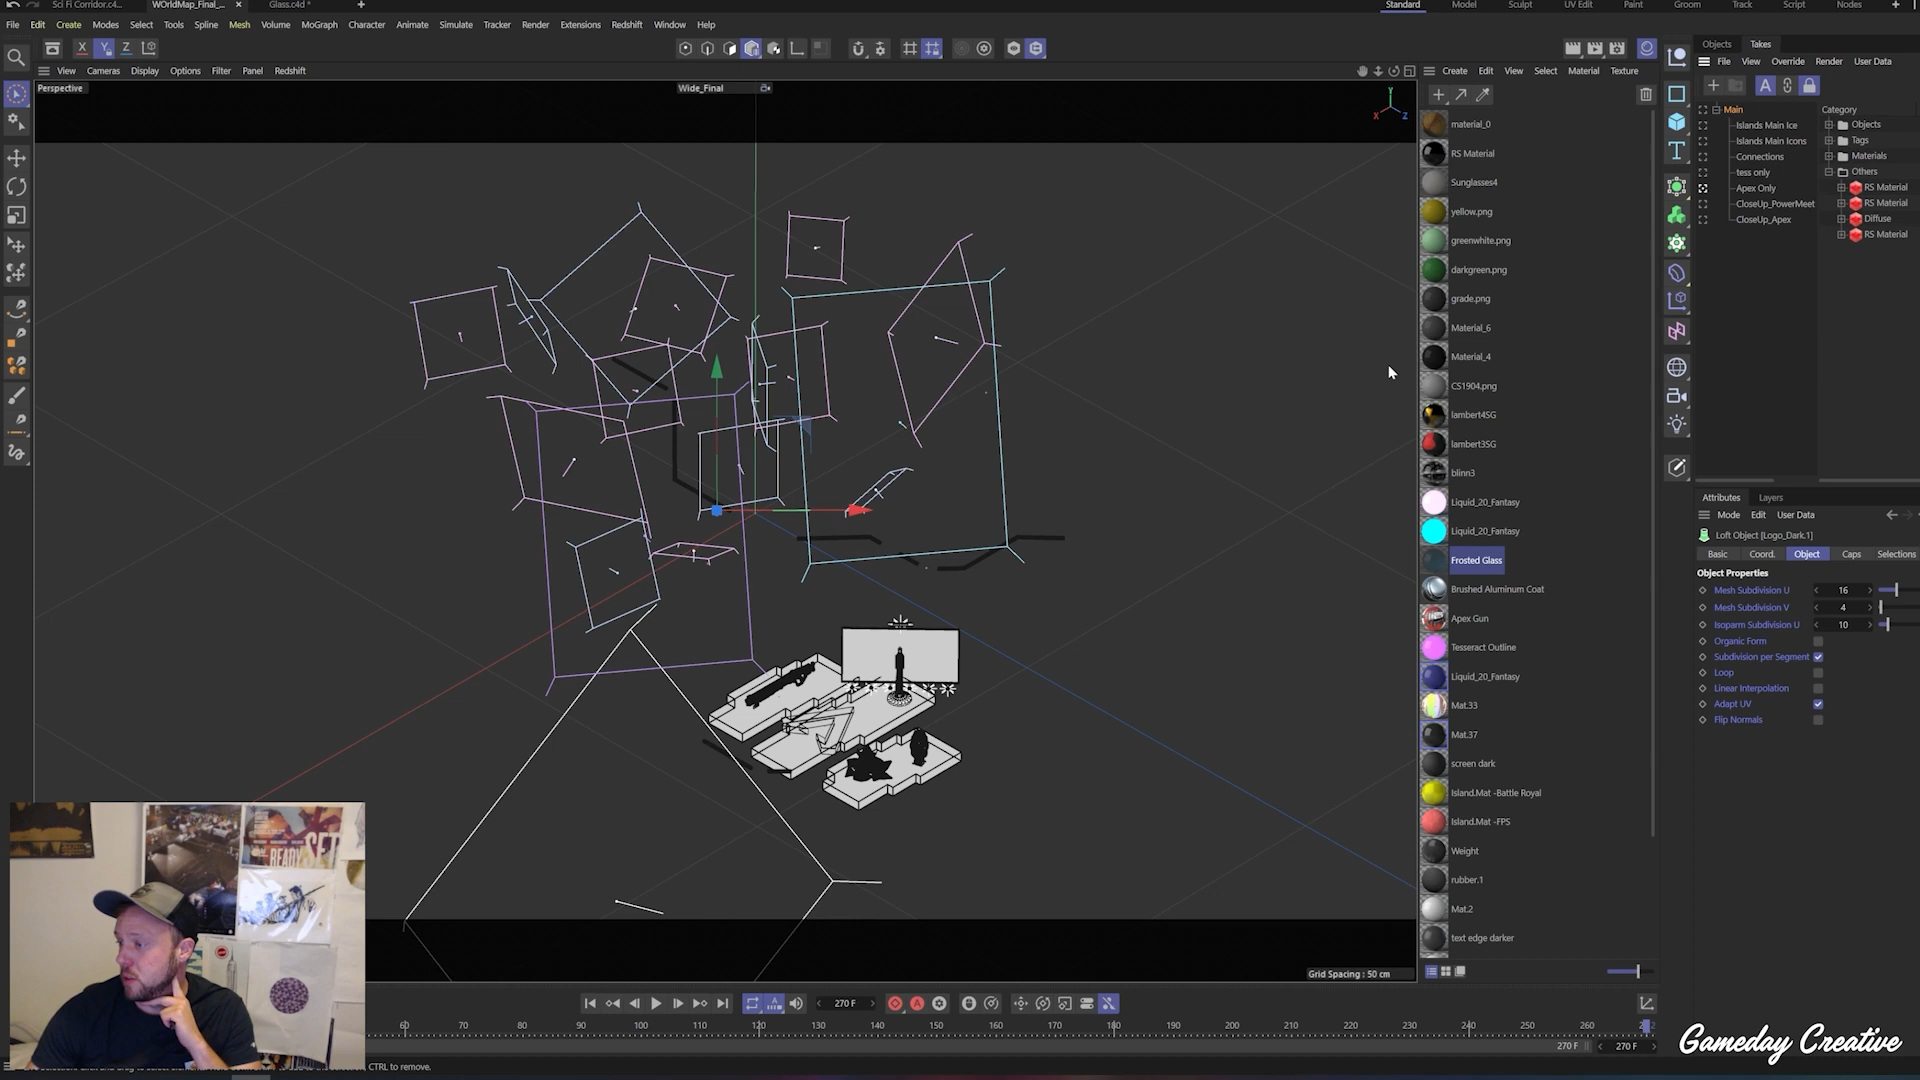 Sci Fi Corridor.c4...
WOrldMap_Final_...
Glass.c4d *
Standard
Model
Sculpt
UV Edit
Paint
Groom
Track
Script
Nodes
File Edit Create Modes Select Tools Spline Mesh Volume MoGraph Character Animate Simulate Tracker Render Extensions Redshift Window Help
Objects Takes
X Y Z
View Cameras Display Options Filter Panel Redshift
Create Edit View Select Material Texture
File View Override Render User Data
Perspective
Wide_Final
Y
X Z
Main
Islands Main Ice
Islands Main Icons
Connections
tess only
Apex Only
CloseUp_PowerMeet
CloseUp_Apex
Category
Objects
Tags
Materials
Others
RS Material
RS Material
Diffuse
RS Material
material_0
RS Material
Sunglasses4
yellow.png
greenwhite.png
darkgreen.png
grade.png
Material_6
Material_4
CS1904.png
lambert4SG
lambert3SG
blinn3
Liquid_20_Fantasy
Liquid_20_Fantasy
Frosted Glass
Brushed Aluminum Coat
Apex Gun
Tesseract Outline
Liquid_20_Fantasy
Mat.33
Mat.37
screen dark
Island.Mat -Battle Royal
Island.Mat -FPS
Weight
rubber.1
Mat.2
text edge darker
Attributes Layers
Mode Edit User Data
Loft Object [Logo_Dark.1]
Basic Coord. Object Caps Selections
Object Properties
Mesh Subdivision U 16
Mesh Subdivision V 4
Isoparm Subdivision U 10
Organic Form
Subdivision per Segment
Loop
Linear Interpolation
Adapt UV
Flip Normals
Grid Spacing : 50 cm
270 F
60 70 80 90 100 110 120 130 140 150 160 170 180 190 200 210 220 230 240 250 260
270 F 270 F
CTRL to remove.
READY SET
Gameday Creative